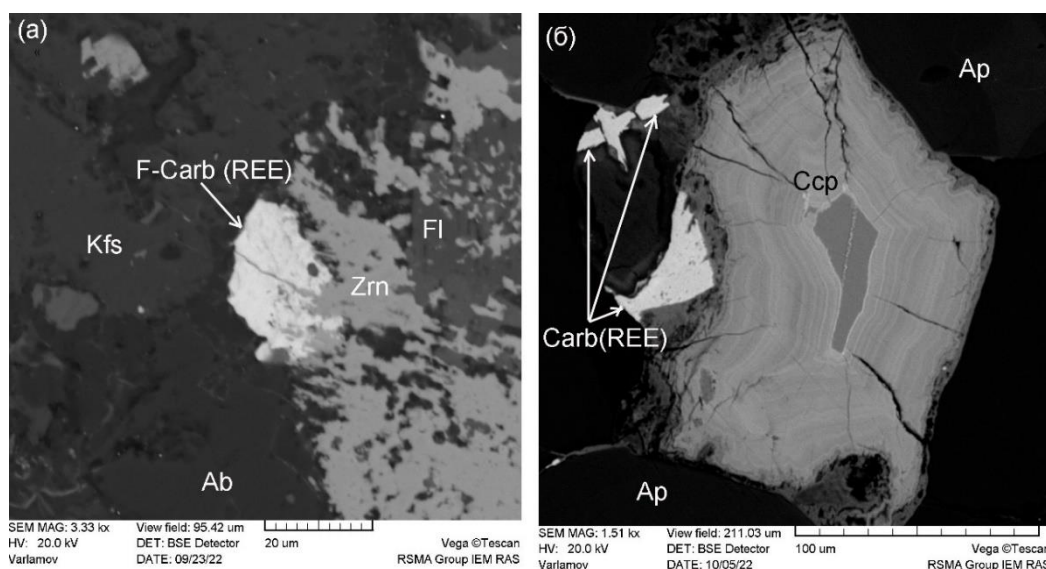 (а)
F-Carb (REE)
Kfs
Fl
Zrn
Ab
SEM MAG: 3.33 kx View field: 95.42 um
HV: 20.0 kV DET: BSE Detector 20 um
Varlamov DATE: 09/23/22
Vega ©Tescan
RSMA Group IEM RAS
(б)
Ap
Ccp
Carb(REE)
Ap
SEM MAG: 1.51 kx View field: 211.03 um
HV: 20.0 kV DET: BSE Detector 100 um
Varlamov DATE: 10/05/22
Vega ©Tescan
RSMA Group IEM RAS